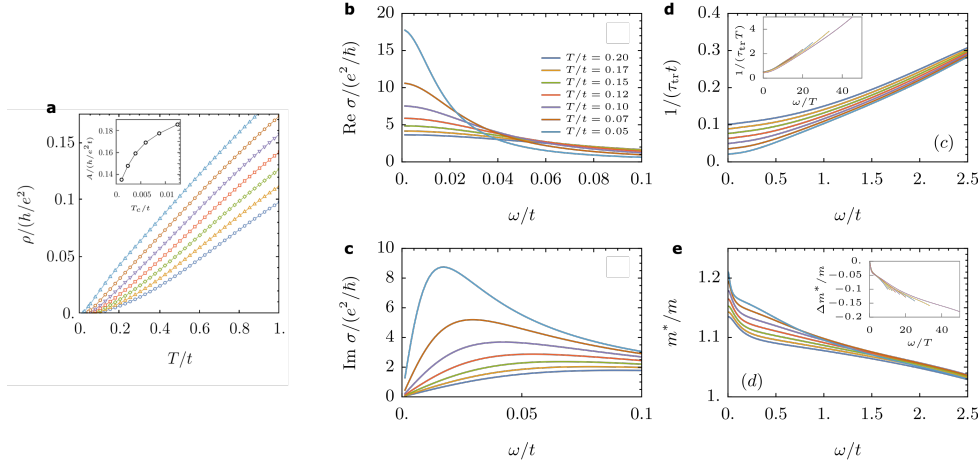 a
ρ/(h/e²)
0.15
0.1
0.05
0.
0. 0.2 0.4 0.6 0.8 1.
T/t
A/(h/e²t)
0.18
0.16
0.14
0.005 0.01
T_c/t
b
Re σ/(e²/ħ)
20
15
10
5
0.
0. 0.02 0.04 0.06 0.08 0.1
ω/t
T/t = 0.20
T/t = 0.17
T/t = 0.15
T/t = 0.12
T/t = 0.10
T/t = 0.07
T/t = 0.05
c
Im σ/(e²/ħ)
10
8
6
4
2
0.
0. 0.05 0.1
ω/t
d
1/(τ_tr t)
0.4
0.3
0.2
0.1
0.
0. 0.5 1. 1.5 2. 2.5
ω/t
(c)
1/(τ_tr T)
4
2
0
0 20 40
ω/T
e
m*/m
1.2
1.1
1.
0. 0.5 1. 1.5 2. 2.5
ω/t
(d)
Δm*/m
0.
−0.05
−0.1
−0.15
−0.2
0 20 40
ω/T